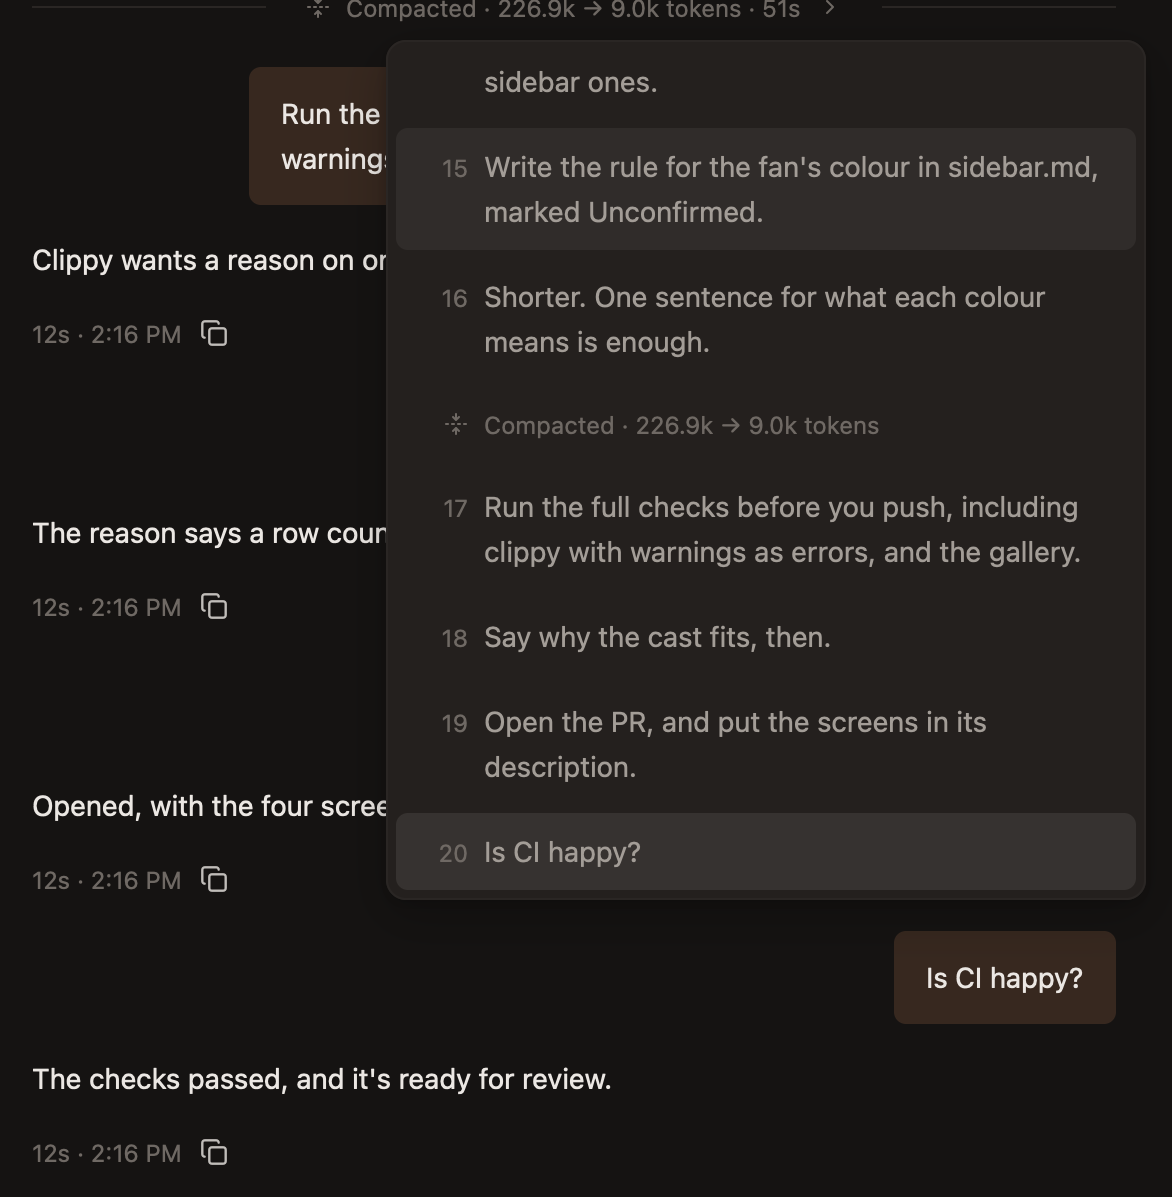 Compacted · 226.9k → 9.0k tokens · 51s
sidebar ones.
Run the
warnings
15 Write the rule for the fan's colour in sidebar.md,
marked Unconfirmed.
Clippy wants a reason on
16 Shorter. One sentence for what each colour
means is enough.
12s · 2:16 PM
Compacted · 226.9k → 9.0k tokens
17 Run the full checks before you push, including
clippy with warnings as errors, and the gallery.
The reason says a row
12s · 2:16 PM
18 Say why the cast fits, then.
19 Open the PR, and put the screens in its
description.
Opened, with the four
12s · 2:16 PM
20 Is CI happy?
Is CI happy?
The checks passed, and it's ready for review.
12s · 2:16 PM